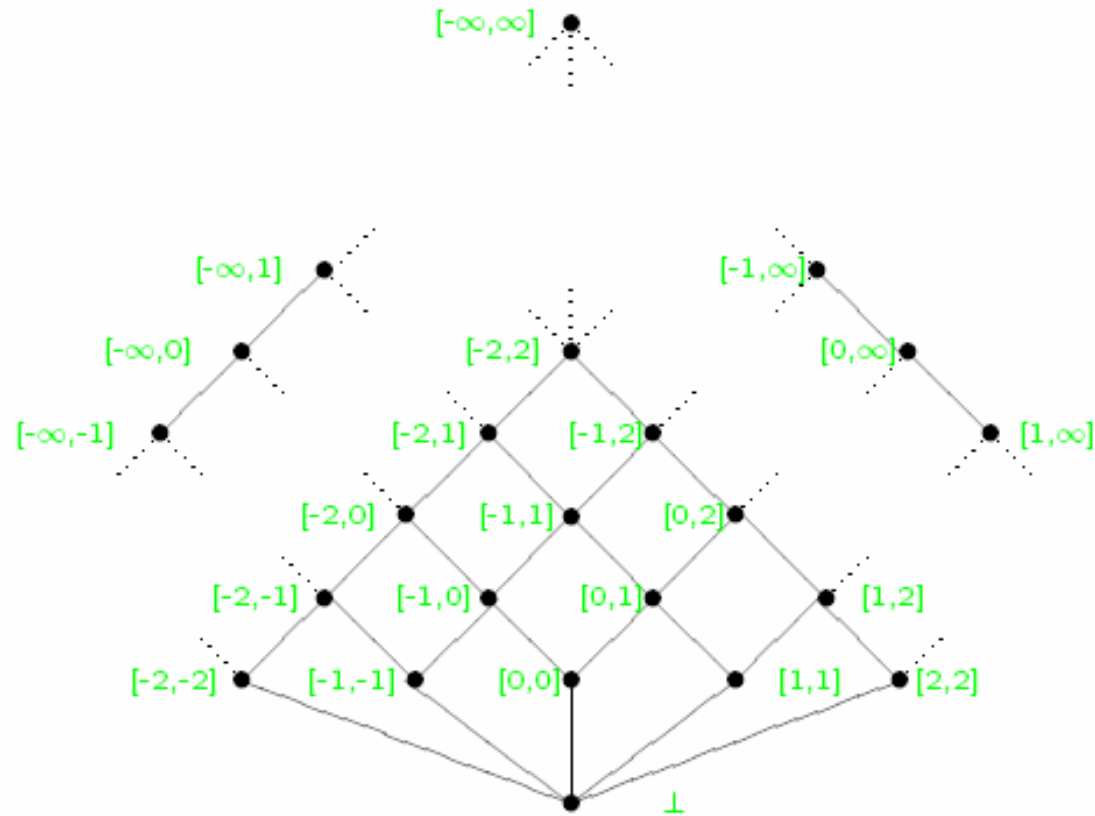 [-∞,∞]
[-∞,1] [-1,∞]
[-∞,0] [-2,2] [0,∞]
[-∞,-1] [-2,1] [-1,2] [1,∞]
[-2,0] [-1,1] [0,2]
[-2,-1] [-1,0] [0,1] [1,2]
[-2,-2] [-1,-1] [0,0] [1,1] [2,2]
⊥